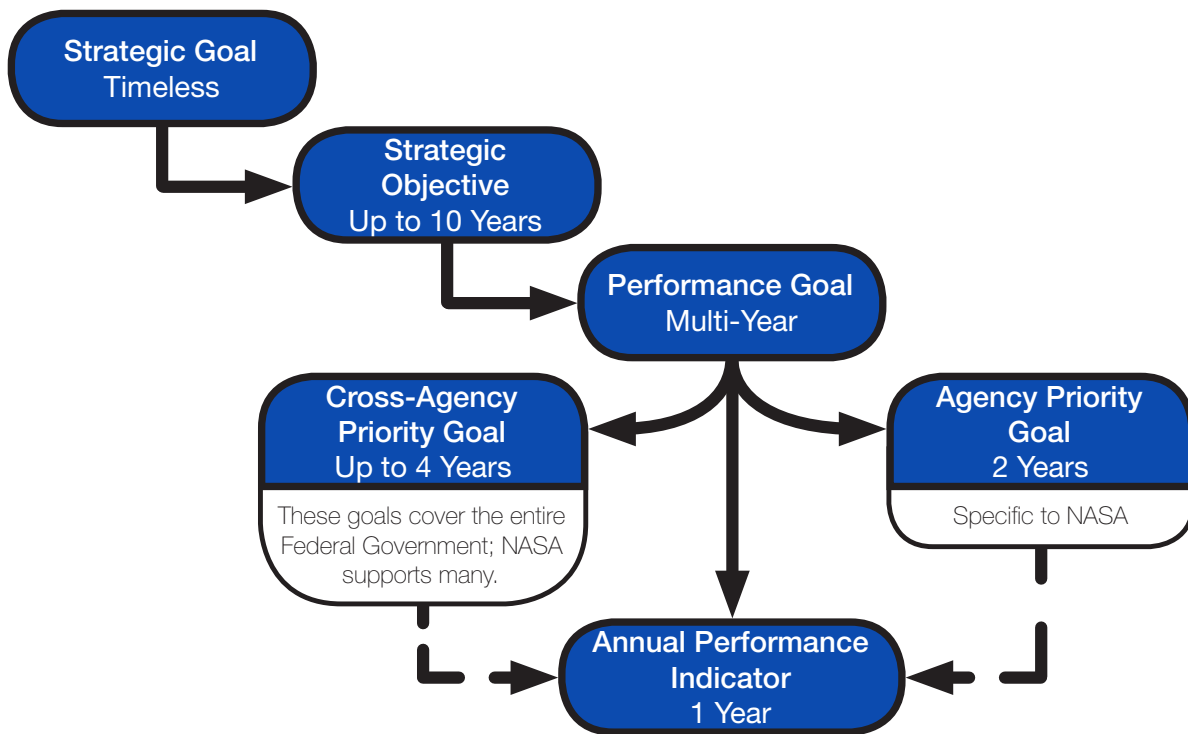 Strategic Goal
Timeless
Strategic
Objective
Up to 10 Years
Performance Goal
Multi-Year
Cross-Agency
Priority Goal
Up to 4 Years
These goals cover the entire
Federal Government; NASA
supports many.
Agency Priority
Goal
2 Years
Specific to NASA
Annual Performance
Indicator
1 Year